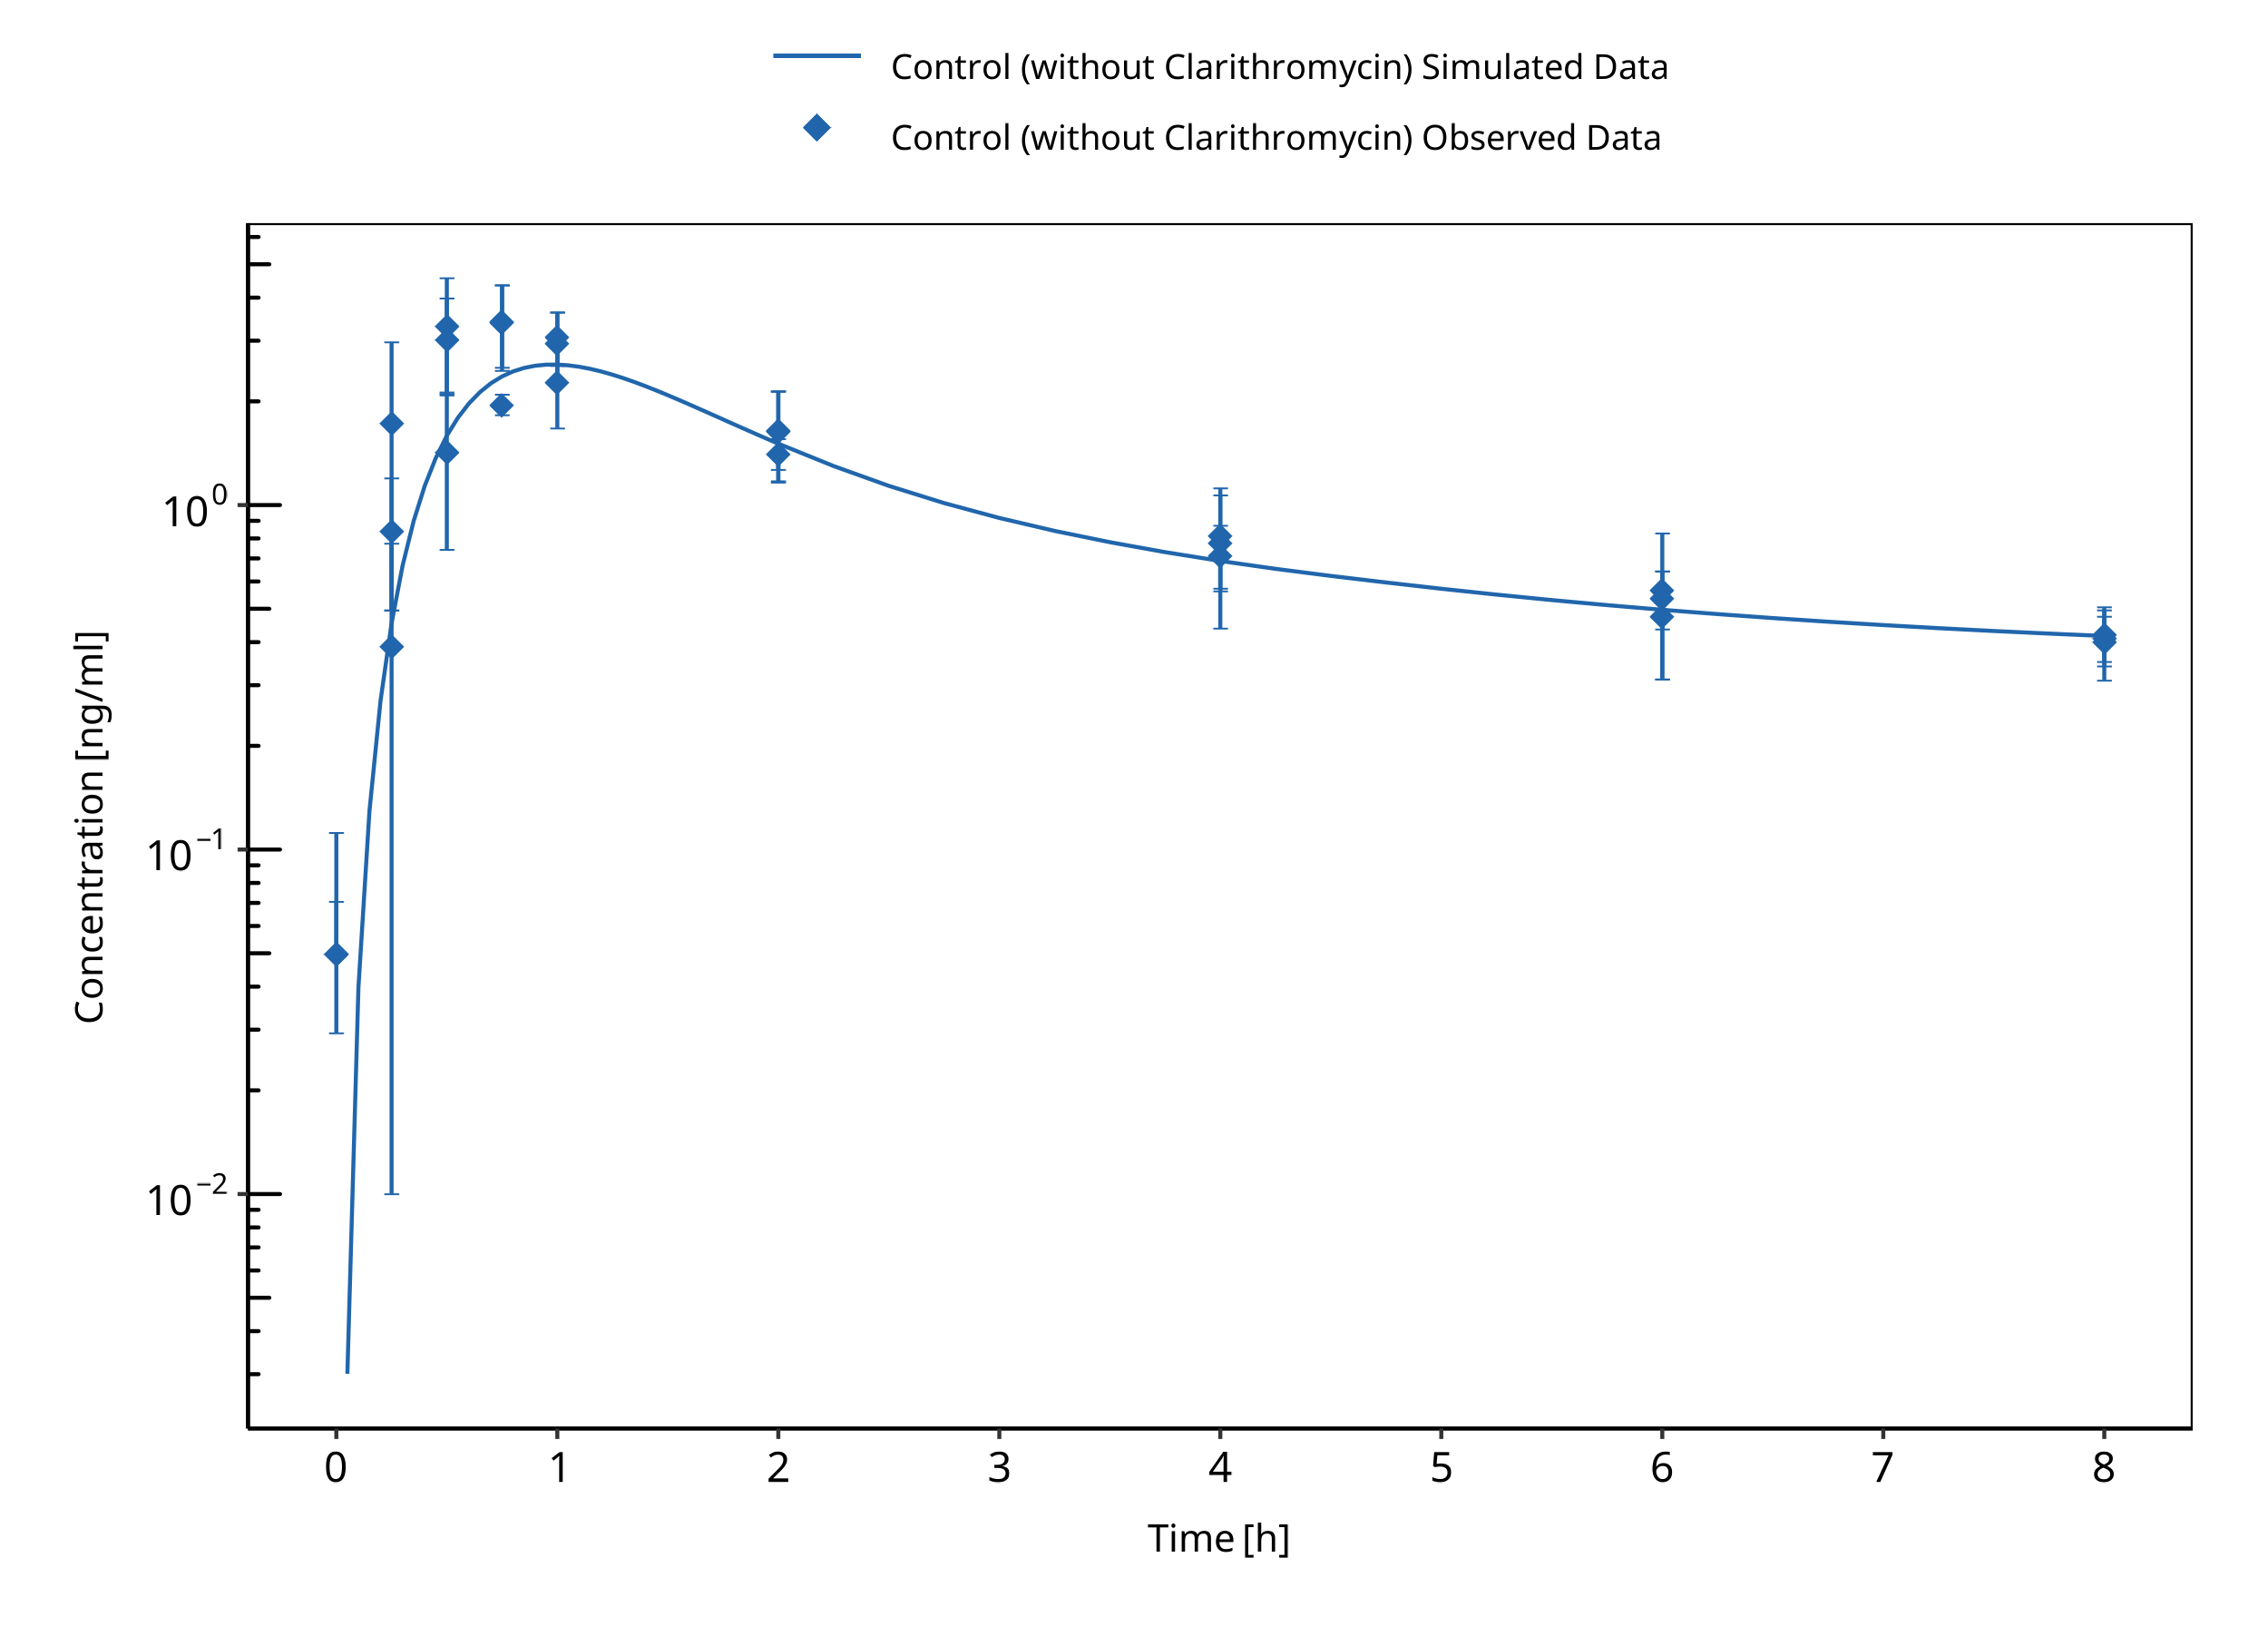 Control (without Clarithromycin) Simulated Data
Control (without Clarithromycin) Observed Data
Concentration [ng/ml]
10⁰
10⁻¹
10⁻²
0 1 2 3 4 5 6 7 8
Time [h]